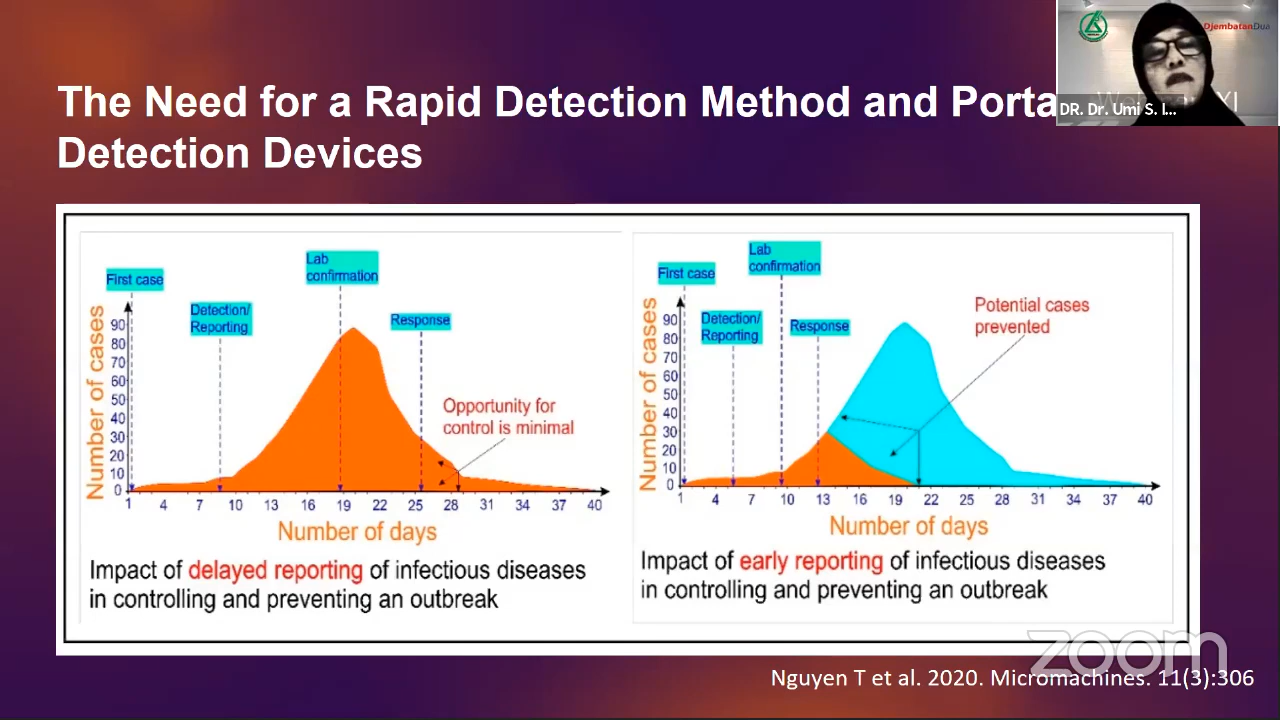 The Need for a Rapid Detection Method and Porta
Detection Devices
DjembatanDua
DR. Dr. Umi S. I...
First case
Detection/
Reporting
Lab
confirmation
Response
Number of cases
90
80
70
60
50
40
30
20
10
0
1 4 7 10 13 16 19 22 25 28 31 34 37 40
Number of days
Opportunity for
control is minimal
Impact of delayed reporting of infectious diseases
in controlling and preventing an outbreak
First case
Detection/
Reporting
Lab
confirmation
Response
Number of cases
90
80
70
60
50
40
30
20
10
0
1 4 7 10 13 16 19 22 25 28 31 34 37 40
Number of days
Potential cases
prevented
Impact of early reporting of infectious diseases
in controlling and preventing an outbreak
zoom
Nguyen T et al. 2020. Micromachines. 11(3):306